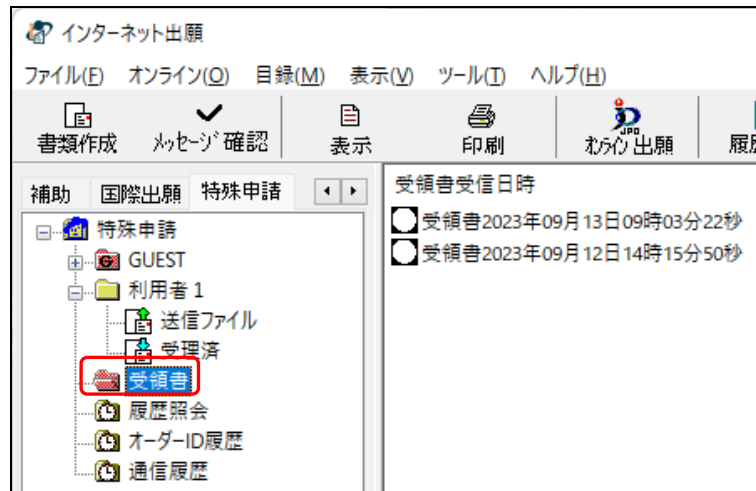 インターネット出願
ファイル(F) オンライン(O) 目録(M) 表示(V) ツール(T) ヘルプ(H)
書類作成 メッセージ確認 表示 印刷 オンライン出願
JPO
補助 国際出願 特殊申請
受領書受信日時
特殊申請
受領書2023年09月13日09時03分22秒
GUEST
受領書2023年09月12日14時15分50秒
利用者1
送信ファイル
受理済
受領書
履歴照会
オーダーID履歴
通信履歴